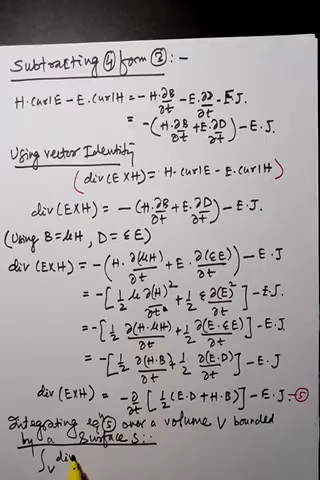 Subtracting ④ from ③ :-
H. Curl E - E. Curl H = - H. ∂B/∂t - E. ∂D/∂t - E.J.
= -(H. ∂B/∂t + E. ∂D/∂t) - E.J.
Using vector Identity
(div (E×H) = H. Curl E - E. Curl H)
div (E×H) = -(H. ∂B/∂t + E. ∂D/∂t) - E.J.
(Using B = μH, D = εE)
div (E×H) = -(H. ∂(μH)/∂t + E. ∂(εE)/∂t) - E.J
= -[1/2 μ ∂(H)²/∂t + 1/2 ε ∂(E)²/∂t] - E.J.
= -[1/2 ∂(H.μH)/∂t + 1/2 ∂(E.εE)/∂t] - E.J
= -[1/2 ∂(H.B)/∂t + 1/2 ∂(E.D)/∂t] - E.J
div (E×H) = - ∂/∂t [1/2 (E.D + H.B)] - E.J. -⑤
Integrating eqⁿ ⑤ over a volume V bounded
by a Surface S:-
∫v div